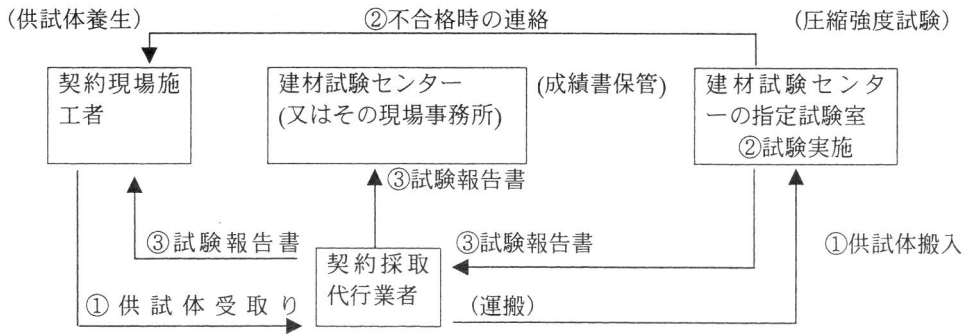 (供試体養生)
②不合格時の連絡
(圧縮強度試験)
契約現場施
工者
建材試験センター
(又はその現場事務所)
(成績書保管)
建材試験センタ
ーの指定試験室
②試験実施
③試験報告書
③試験報告書
③試験報告書
①供試体搬入
契約採取
代行業者
①供試体受取り
(運搬)